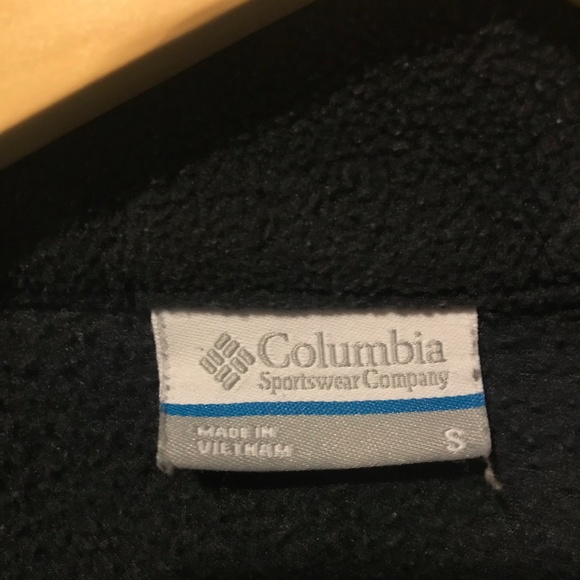 Columbia
Sportswear Company
MADE IN
VIETNAM
S